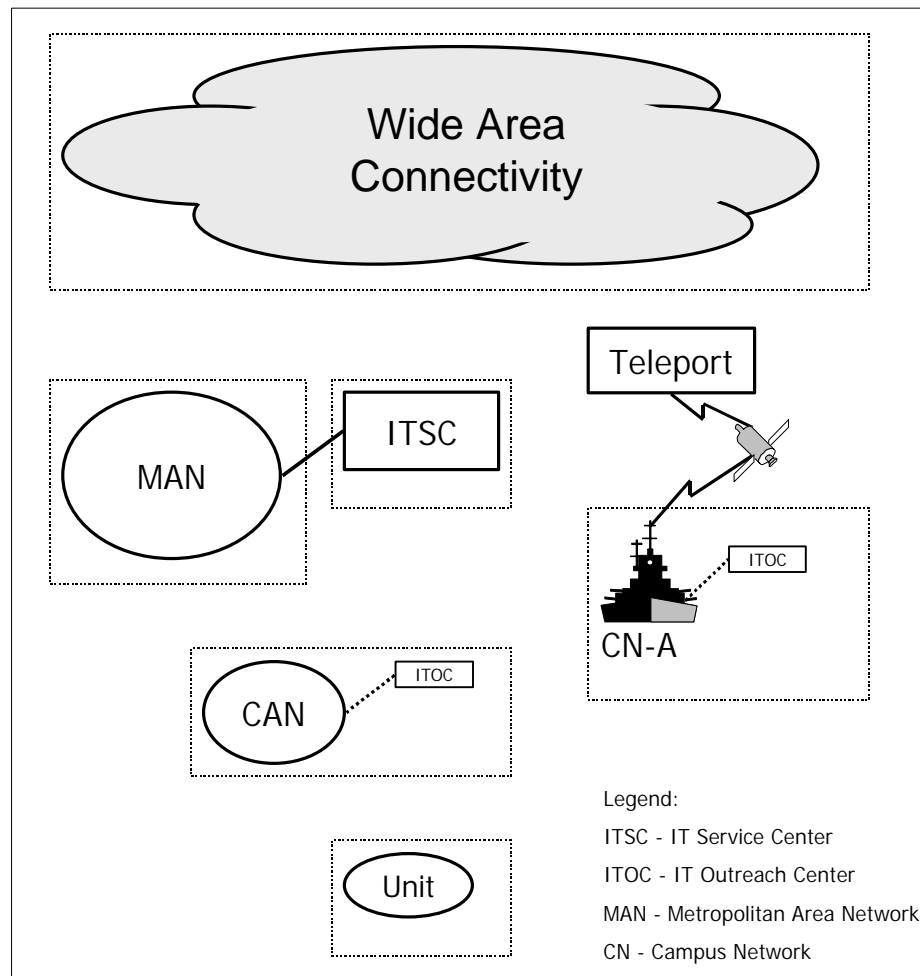 Wide Area
Connectivity
Teleport
ITSC
MAN
ITOC
CN-A
ITOC
CAN
Unit
Legend:
ITSC - IT Service Center
ITOC - IT Outreach Center
MAN - Metropolitan Area Network
CN - Campus Network